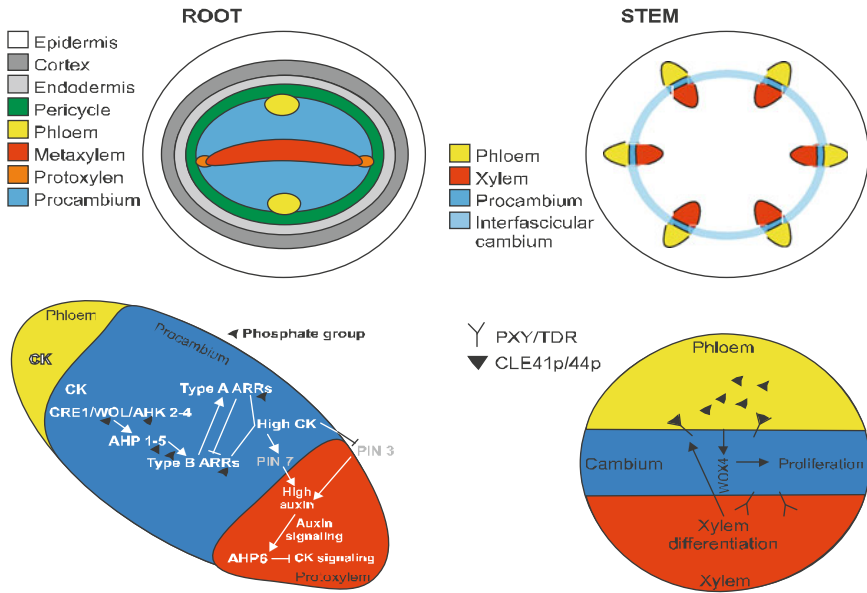 ROOT
Epidermis
Cortex
Endodermis
Pericycle
Phloem
Metaxylem
Protoxylen
Procambium
STEM
Phloem
Xylem
Procambium
Interfascicular
cambium
Phloem
CK
Procambium
Phosphate group
CK
Type A ARRs
CRE1/WOL/AHK 2-4
High CK
AHP 1-5
Type B ARRs
PIN 7
PIN 3
High
auxin
Auxin
signaling
AHP6
CK signaling
Protoxylem
PXY/TDR
CLE41p/44p
Phloem
Cambium
WOX4
Proliferation
Xylem
differentiation
Xylem